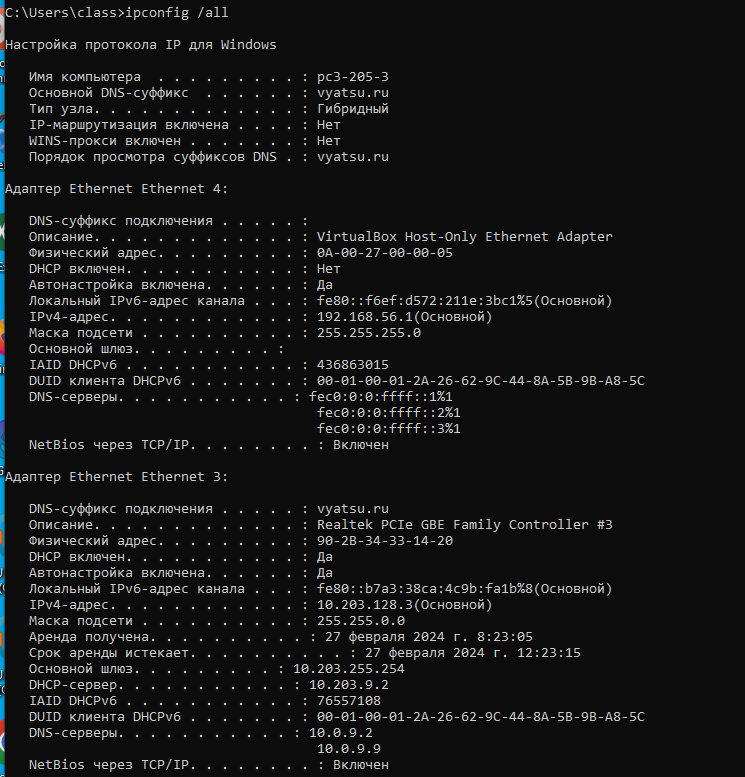 C:\Users\class>ipconfig /all
Настройка протокола IP для Windows
Имя компьютера  . . . . . . . . . : pc3-205-3
Основной DNS-суффикс  . . . . . . : vyatsu.ru
Тип узла. . . . . . . . . . . . . : Гибридный
IP-маршрутизация включена . . . . : Нет
WINS-прокси включен . . . . . . . : Нет
Порядок просмотра суффиксов DNS . : vyatsu.ru
Адаптер Ethernet Ethernet 4:
DNS-суффикс подключения . . . . . :
Описание. . . . . . . . . . . . . : VirtualBox Host-Only Ethernet Adapter
Физический адрес. . . . . . . . . : 0A-00-27-00-00-05
DHCP включен. . . . . . . . . . . : Нет
Автонастройка включена. . . . . . : Да
Локальный IPv6-адрес канала . . . : fe80::f6ef:d572:211e:3bc1%5(Основной)
IPv4-адрес. . . . . . . . . . . . : 192.168.56.1(Основной)
Маска подсети . . . . . . . . . . : 255.255.255.0
Основной шлюз. . . . . . . . . :
IAID DHCPv6 . . . . . . . . . . . : 436863015
DUID клиента DHCPv6 . . . . . . . : 00-01-00-01-2A-26-62-9C-44-8A-5B-9B-A8-5C
DNS-серверы. . . . . . . . . . . : fec0:0:0:ffff::1%1
fec0:0:0:ffff::2%1
fec0:0:0:ffff::3%1
NetBios через TCP/IP. . . . . . . . : Включен
Адаптер Ethernet Ethernet 3:
DNS-суффикс подключения . . . . . : vyatsu.ru
Описание. . . . . . . . . . . . . : Realtek PCIe GBE Family Controller #3
Физический адрес. . . . . . . . . : 90-2B-34-33-14-20
DHCP включен. . . . . . . . . . . : Да
Автонастройка включена. . . . . . : Да
Локальный IPv6-адрес канала . . . : fe80::b7a3:38ca:4c9b:fa1b%8(Основной)
IPv4-адрес. . . . . . . . . . . . : 10.203.128.3(Основной)
Маска подсети . . . . . . . . . . : 255.255.0.0
Аренда получена. . . . . . . . . . : 27 февраля 2024 г. 8:23:05
Срок аренды истекает. . . . . . . . . . : 27 февраля 2024 г. 12:23:15
Основной шлюз. . . . . . . . . : 10.203.255.254
DHCP-сервер. . . . . . . . . . . : 10.203.9.2
IAID DHCPv6 . . . . . . . . . . . : 76557108
DUID клиента DHCPv6 . . . . . . . : 00-01-00-01-2A-26-62-9C-44-8A-5B-9B-A8-5C
DNS-серверы. . . . . . . . . . . : 10.0.9.2
10.0.9.9
NetBios через TCP/IP. . . . . . . . : Включен